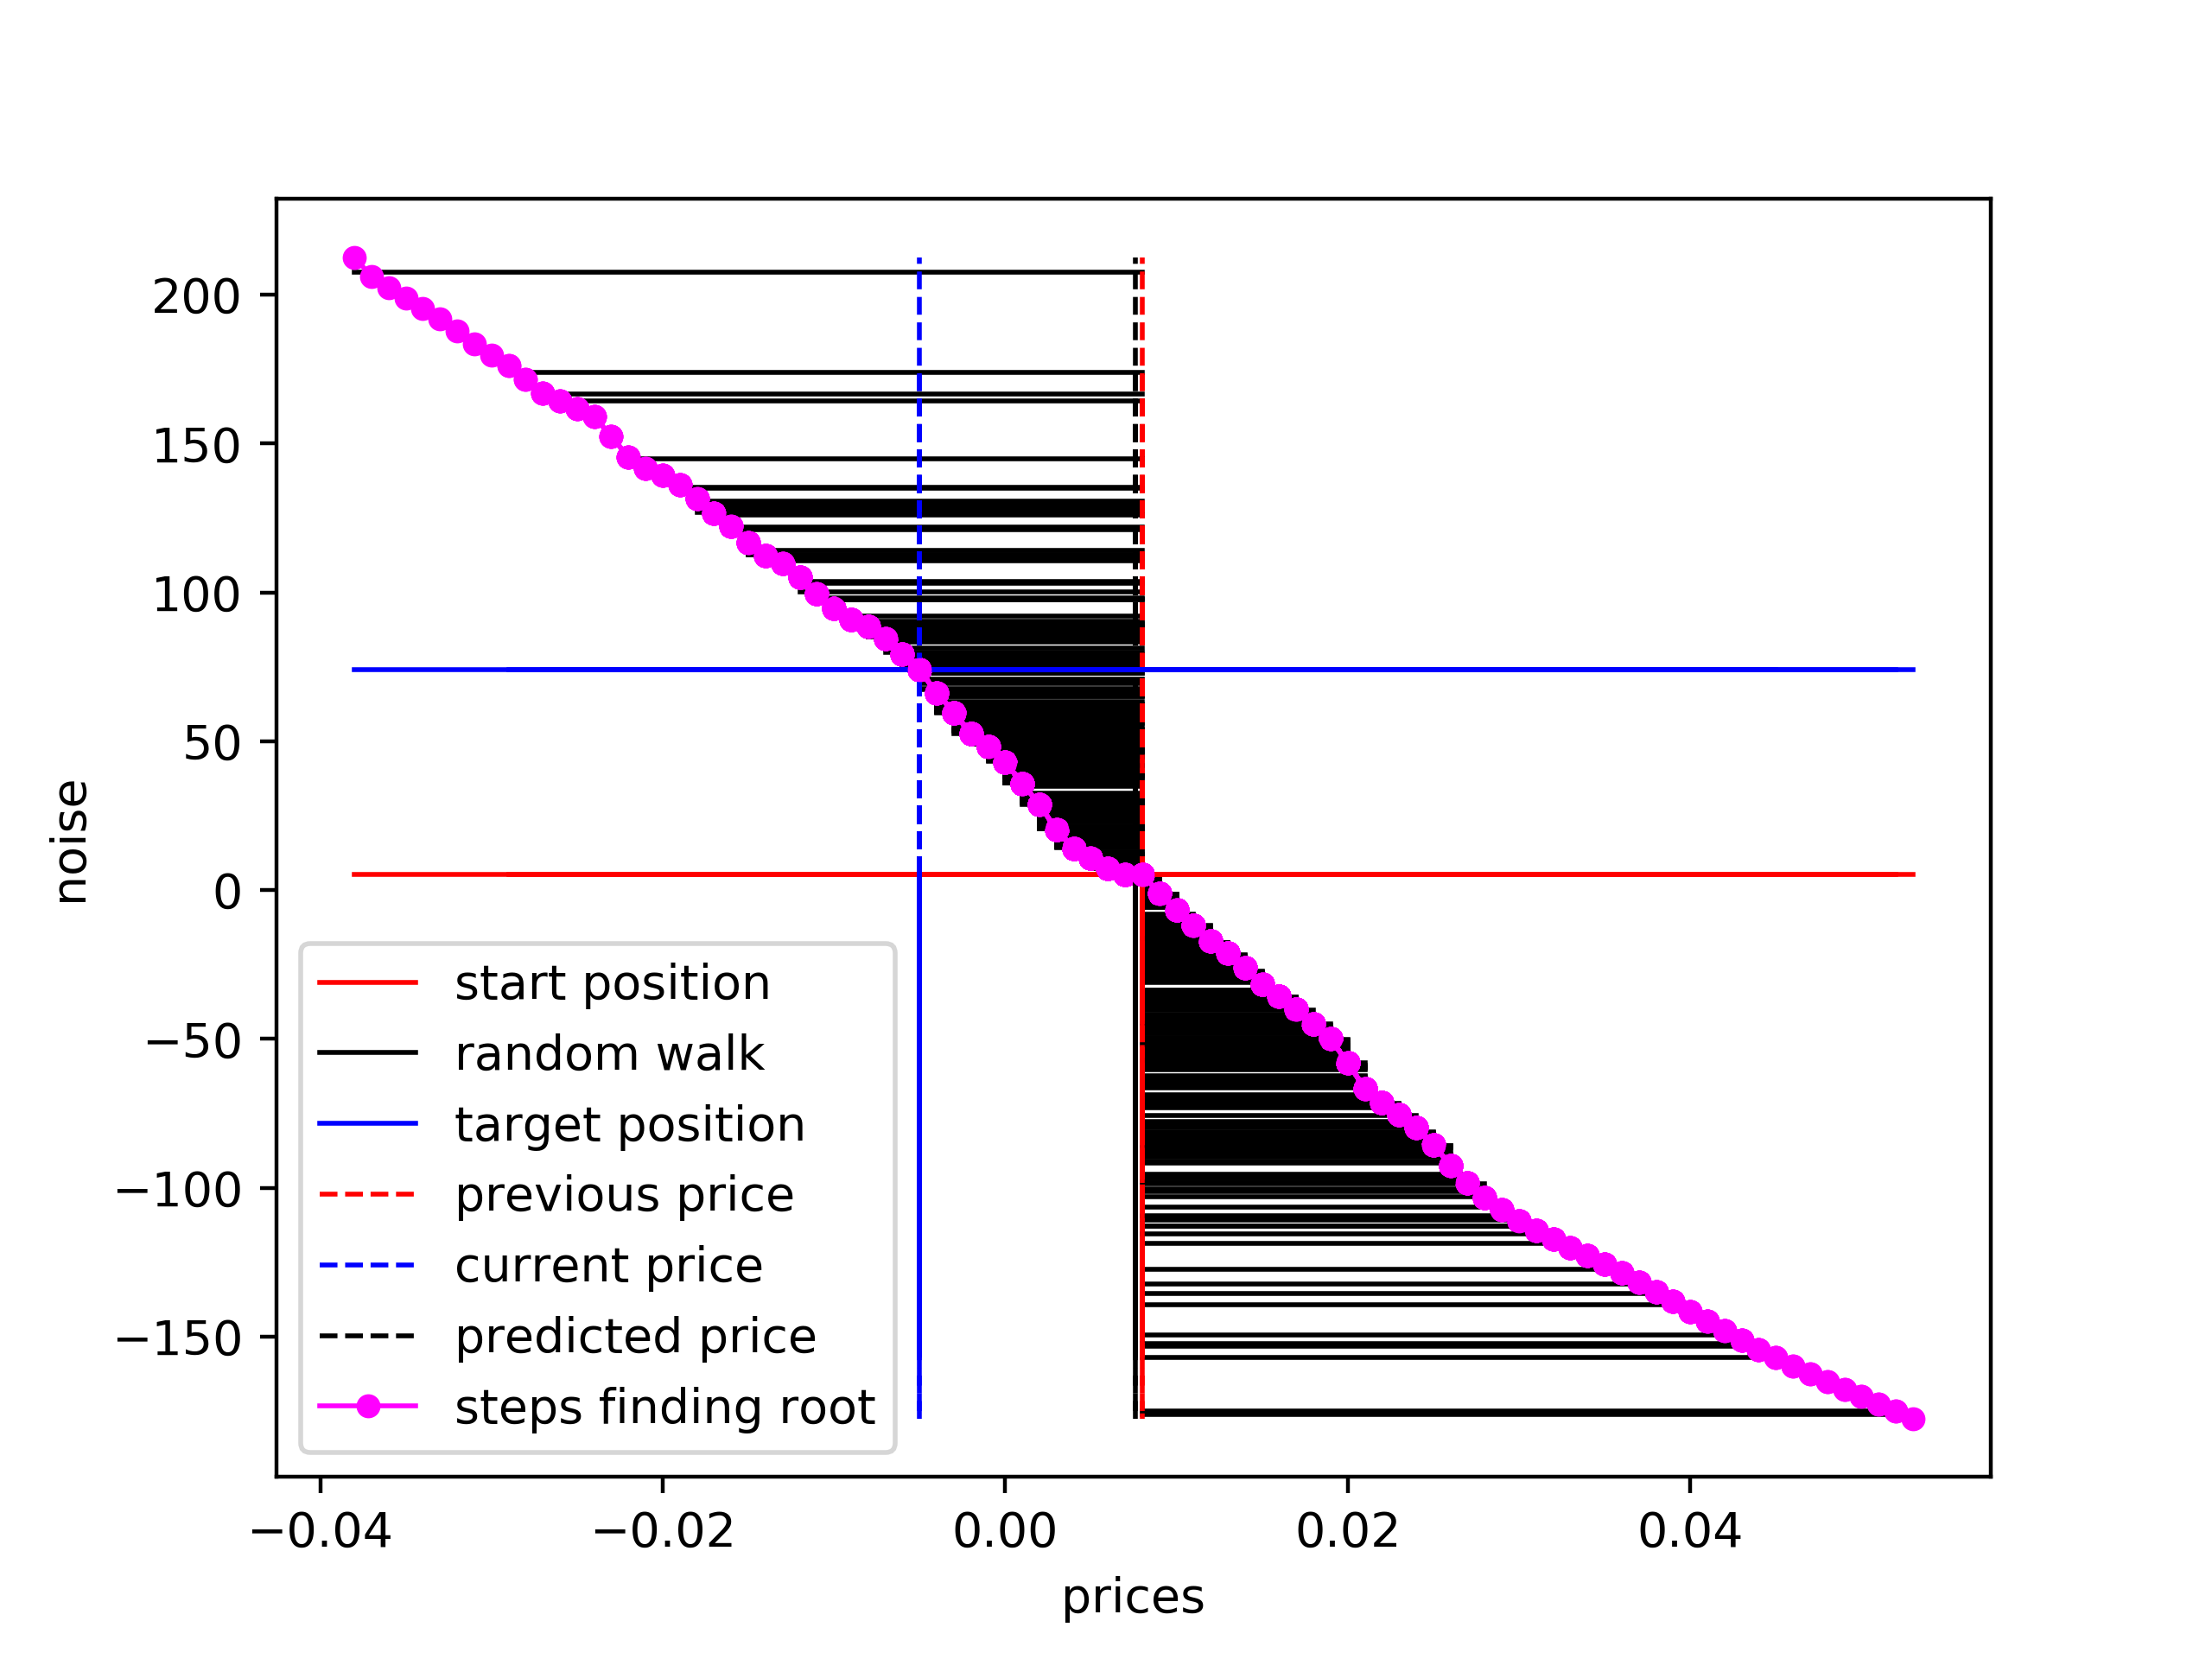 200
150
100
50
0
−50
−100
−150
noise
start position
random walk
target position
previous price
current price
predicted price
steps finding root
−0.04
−0.02
0.00
0.02
0.04
prices